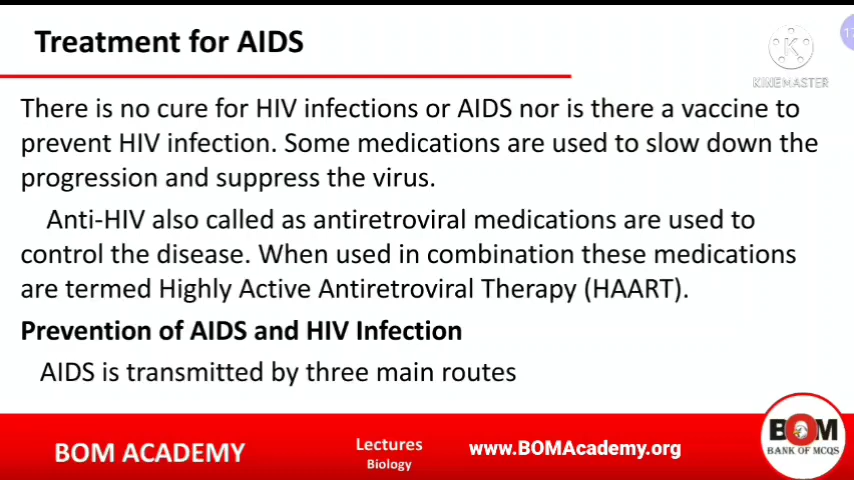 Treatment for AIDS
K
KINEMASTER
17
There is no cure for HIV infections or AIDS nor is there a vaccine to
prevent HIV infection. Some medications are used to slow down the
progression and suppress the virus.
Anti-HIV also called as antiretroviral medications are used to
control the disease. When used in combination these medications
are termed Highly Active Antiretroviral Therapy (HAART).
Prevention of AIDS and HIV Infection
AIDS is transmitted by three main routes
BOM ACADEMY
Lectures
Biology
www.BOMAcademy.org
BOM
BANK OF MCQS